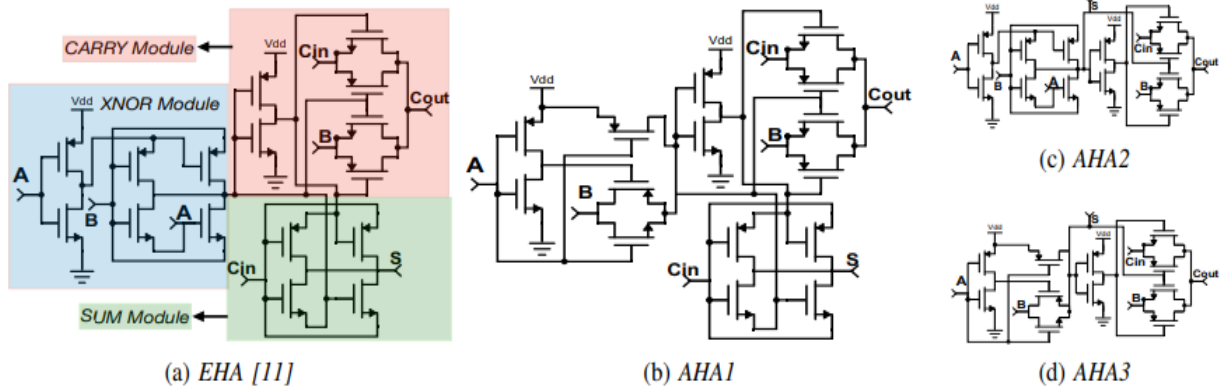 CARRY Module
Vdd
Cin
Cout
B
XNOR Module
Vdd
A
B
A
Cin
S
SUM Module
(a) EHA [11]
Vdd
Vdd
Cin
Cout
B
A
B
Cin
S
(b) AHA1
Vdd
S
Vdd
A
Cin
B
A
B
Cout
(c) AHA2
S
Vdd
Vdd
Cin
A
B
B
Cout
(d) AHA3